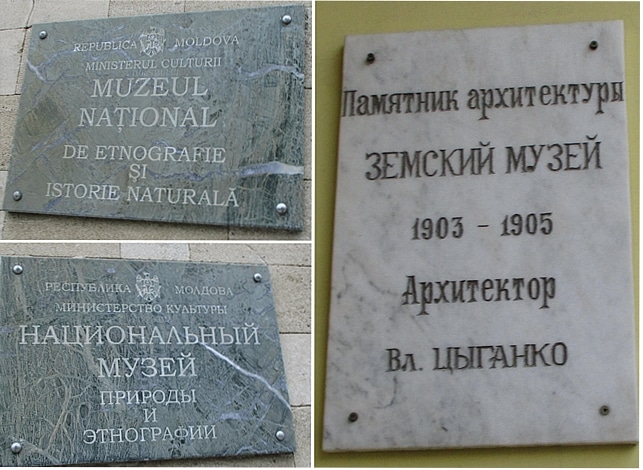 REPUBLICA MOLDOVA
MINISTERUL CULTURII
MUZEUL
NAȚIONAL
DE ETNOGRAFIE
ȘI
ISTORIE NATURALĂ
РЕСПУБЛИКА МОЛДОВА
МИНИСТЕРСТВО КУЛЬТУРЫ
НАЦИОНАЛЬНЫЙ
МУЗЕЙ
ПРИРОДЫ
И
ЭТНОГРАФИИ
Памятник архитектуры
ЗЕМСКИЙ МУЗЕЙ
1903 - 1905
Архитектор
Вл. ЦЫГАНКО